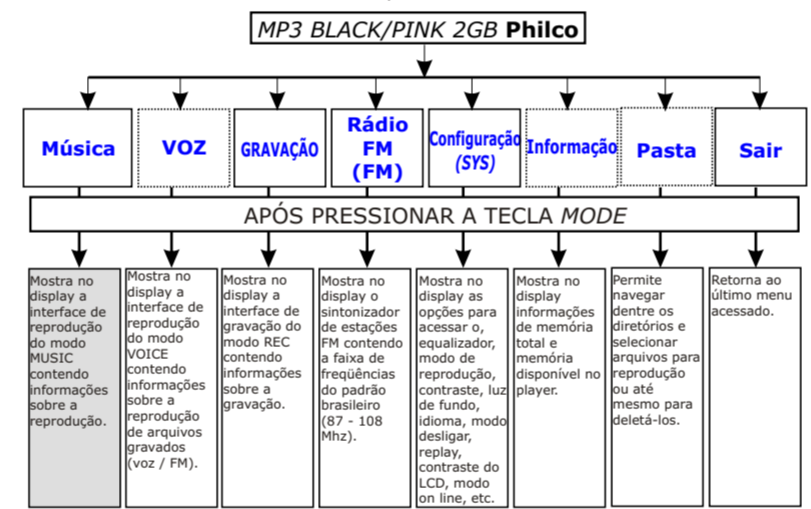 MP3 BLACK/PINK 2GB Philco
Música
VOZ
GRAVAÇÃO
Rádio
FM
(FM)
Configuração
(SYS)
Informação
Pasta
Sair
APÓS PRESSIONAR A TECLA MODE
Mostra no
display a
interface de
reprodução
do modo
MUSIC
contendo
informações
sobre a
reprodução.
Mostra no
display a
interface de
reprodução
do modo
VOICE
contendo
informações
sobre a
reprodução
de arquivos
gravados
(voz / FM).
Mostra no
display a
interface de
gravação do
modo REC
contendo
informações
sobre a
gravação.
Mostra no
display o
sintonizador
de estações
FM contendo
a faixa de
freqüências
do padrão
brasileiro
(87 - 108
Mhz).
Mostra no
display as
opções para
acessar o,
equalizador,
modo de
reprodução,
contraste, luz
de fundo,
idioma, modo
desligar,
replay,
contraste do
LCD, modo
on line, etc.
Mostra no
display
informações
de memória
total e
memória
disponível no
player.
Permite
navegar
dentre os
diretórios e
selecionar
arquivos para
reprodução
ou até
mesmo para
deletá-los.
Retorna ao
último menu
acessado.